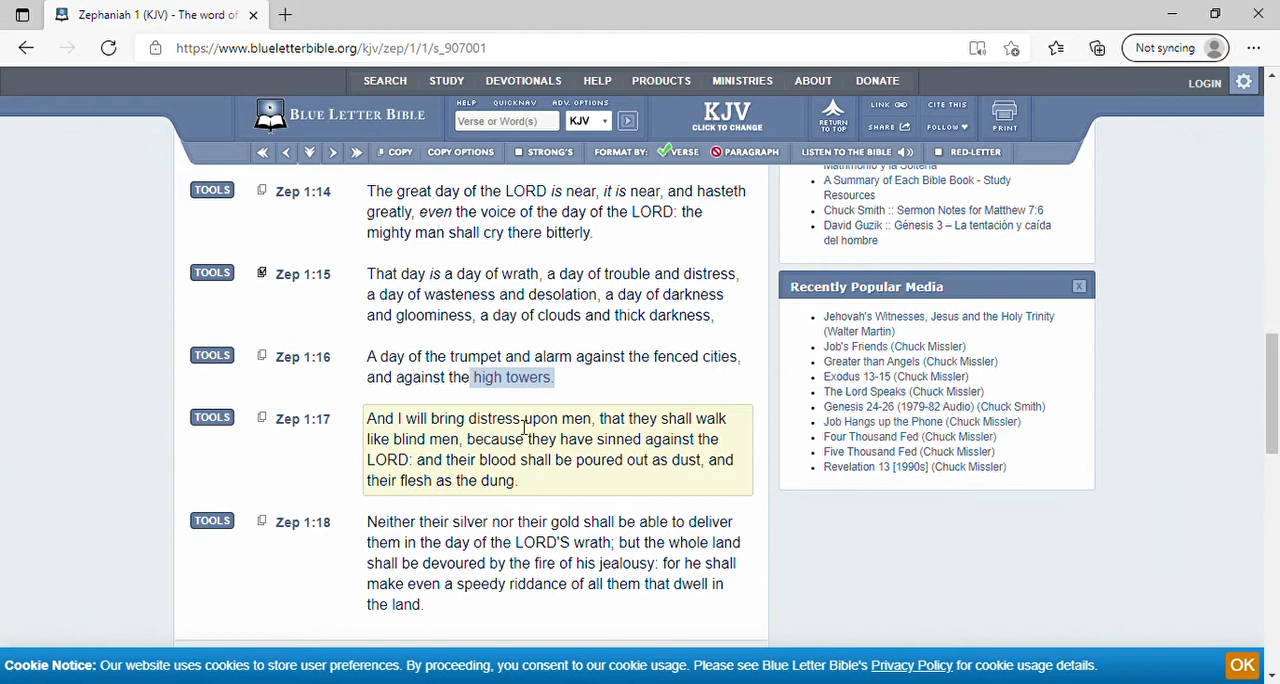 Zephaniah 1 (KJV) - The word of
https://www.blueletterbible.org/kjv/zep/1/1/s_907001
Not syncing
SEARCH STUDY DEVOTIONALS HELP PRODUCTS MINISTRIES ABOUT DONATE
LOGIN
BLUE LETTER BIBLE
HELP QUICKNAV ADV. OPTIONS
Verse or Word(s) KJV
KJV
CLICK TO CHANGE
RETURN
TO TOP
LINK CITE THIS
SHARE FOLLOW
PRINT
COPY COPY OPTIONS STRONG'S FORMAT BY: VERSE PARAGRAPH LISTEN TO THE BIBLE RED-LETTER
TOOLS Zep 1:14 The great day of the LORD is near, it is near, and hasteth
greatly, even the voice of the day of the LORD: the
mighty man shall cry there bitterly.
TOOLS Zep 1:15 That day is a day of wrath, a day of trouble and distress,
a day of wasteness and desolation, a day of darkness
and gloominess, a day of clouds and thick darkness,
TOOLS Zep 1:16 A day of the trumpet and alarm against the fenced cities,
and against the high towers.
TOOLS Zep 1:17 And I will bring distress upon men, that they shall walk
like blind men, because they have sinned against the
LORD: and their blood shall be poured out as dust, and
their flesh as the dung.
TOOLS Zep 1:18 Neither their silver nor their gold shall be able to deliver
them in the day of the LORD'S wrath; but the whole land
shall be devoured by the fire of his jealousy: for he shall
make even a speedy riddance of all them that dwell in
the land.
Matrimonio y la Soltería
A Summary of Each Bible Book - Study
Resources
Chuck Smith :: Sermon Notes for Matthew 7:6
David Guzik :: Génesis 3 – La tentación y caída
del hombre
Recently Popular Media
X
Jehovah's Witnesses, Jesus and the Holy Trinity
(Walter Martin)
Job's Friends (Chuck Missler)
Greater than Angels (Chuck Missler)
Exodus 13-15 (Chuck Missler)
The Lord Speaks (Chuck Missler)
Genesis 24-26 (1979-82 Audio) (Chuck Smith)
Job Hangs up the Phone (Chuck Missler)
Four Thousand Fed (Chuck Missler)
Five Thousand Fed (Chuck Missler)
Revelation 13 [1990s] (Chuck Missler)
Cookie Notice: Our website uses cookies to store user preferences. By proceeding, you consent to our cookie usage. Please see Blue Letter Bible's Privacy Policy for cookie usage details.
OK